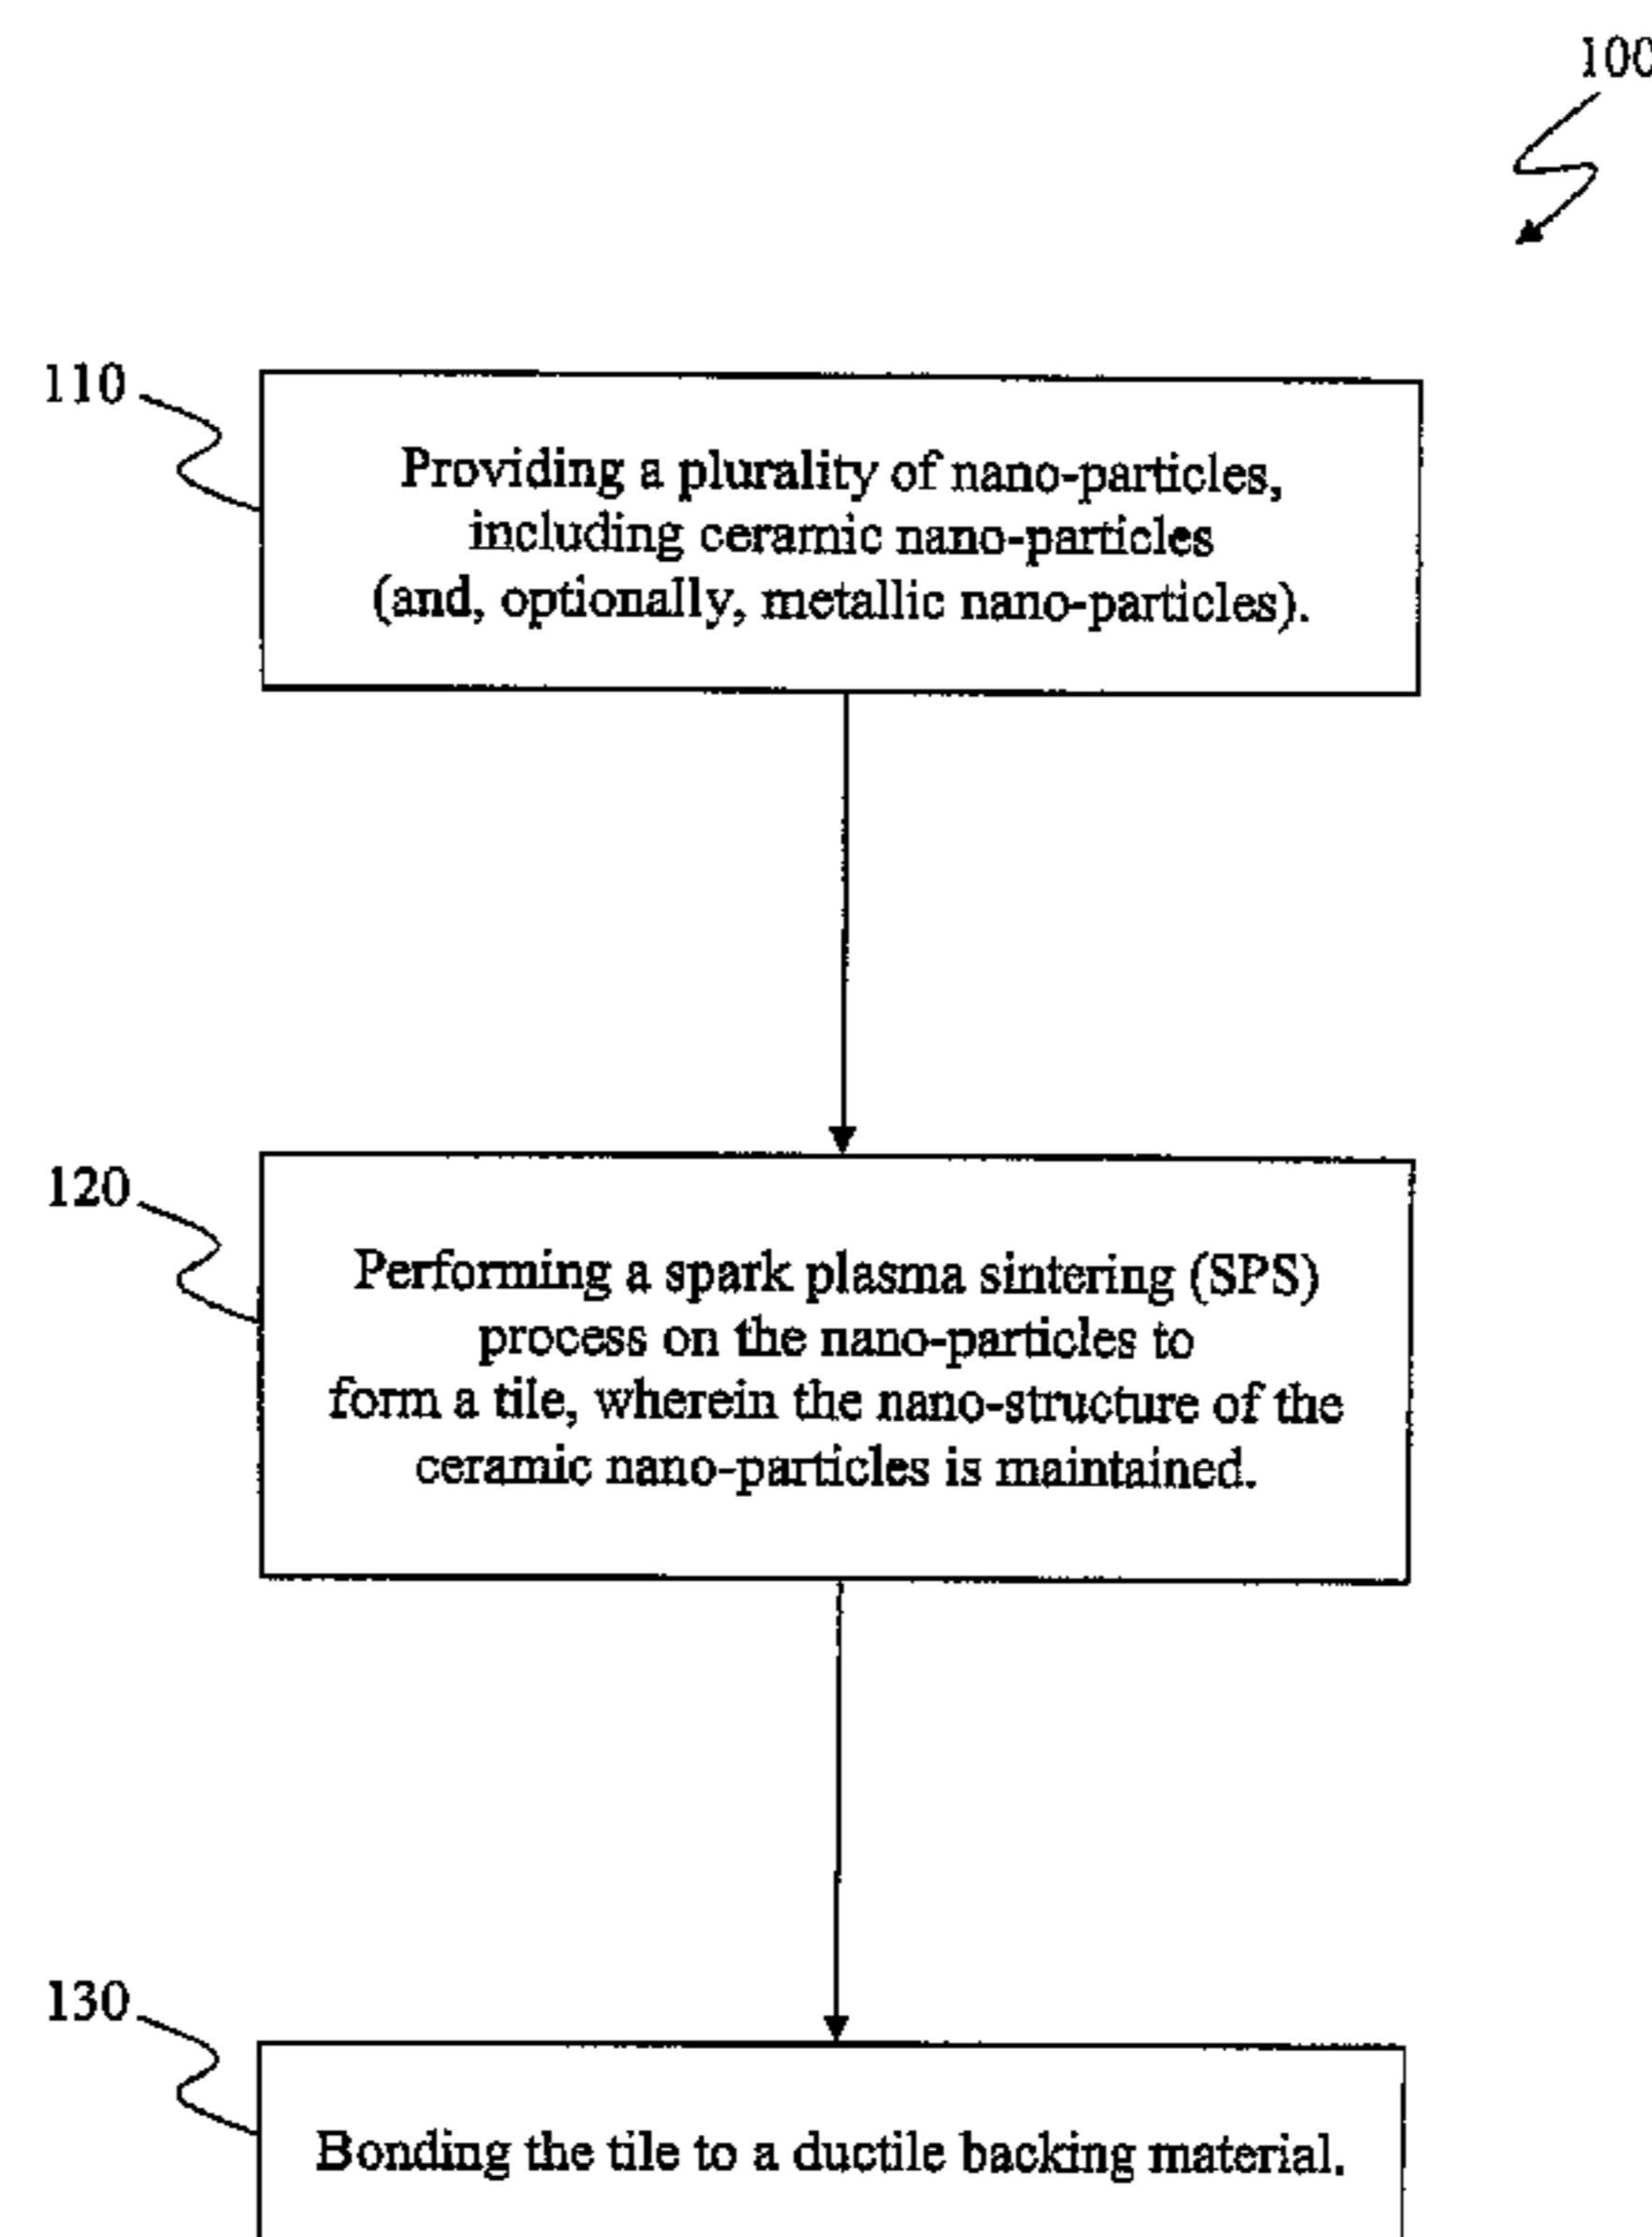 100
110
Providing a plurality of nano-particles,
including ceramic nano-particles
(and, optionally, metallic nano-particles).
120
Performing a spark plasma sintering (SPS)
process on the nano-particles to
form a tile, wherein the nano-structure of the
ceramic nano-particles is maintained.
130
Bonding the tile to a ductile backing material.